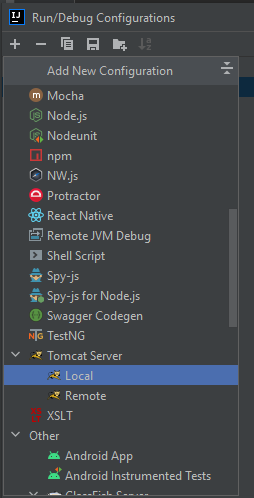 Run/Debug Configurations
Add New Configuration
Mocha
Node.js
Nodeunit
npm
NW.js
Protractor
React Native
Remote JVM Debug
Shell Script
Spy-js
Spy-js for Node.js
Swagger Codegen
TestNG
Tomcat Server
Local
Remote
XSLT
Other
Android App
Android Instrumented Tests
GlassFish Server